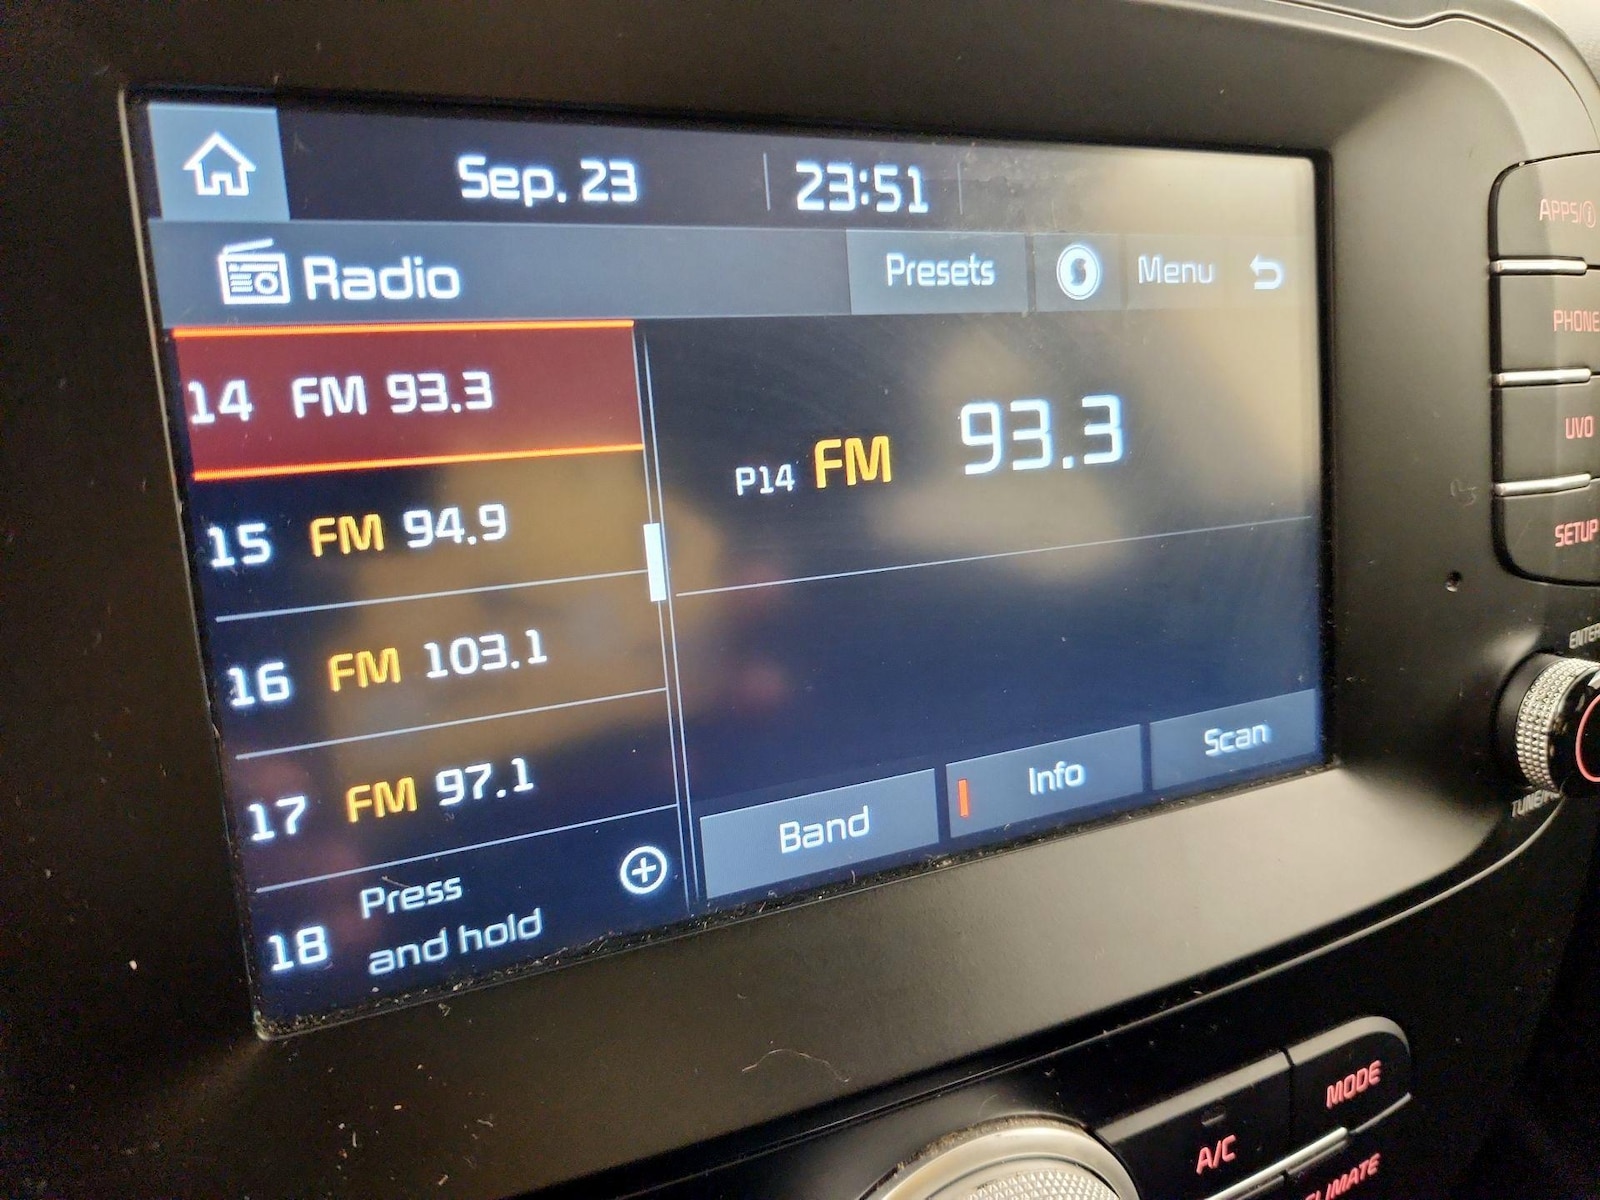 Sep. 23 23:51
Radio Presets Menu
14 FM 93.3
P14 FM 93.3
15 FM 94.9
16 FM 103.1
17 FM 97.1
18 Press
and hold
Band Info Scan
APPS/i
PHONE
UVO
SETUP
ENTER
MODE
A/C
CLIMATE